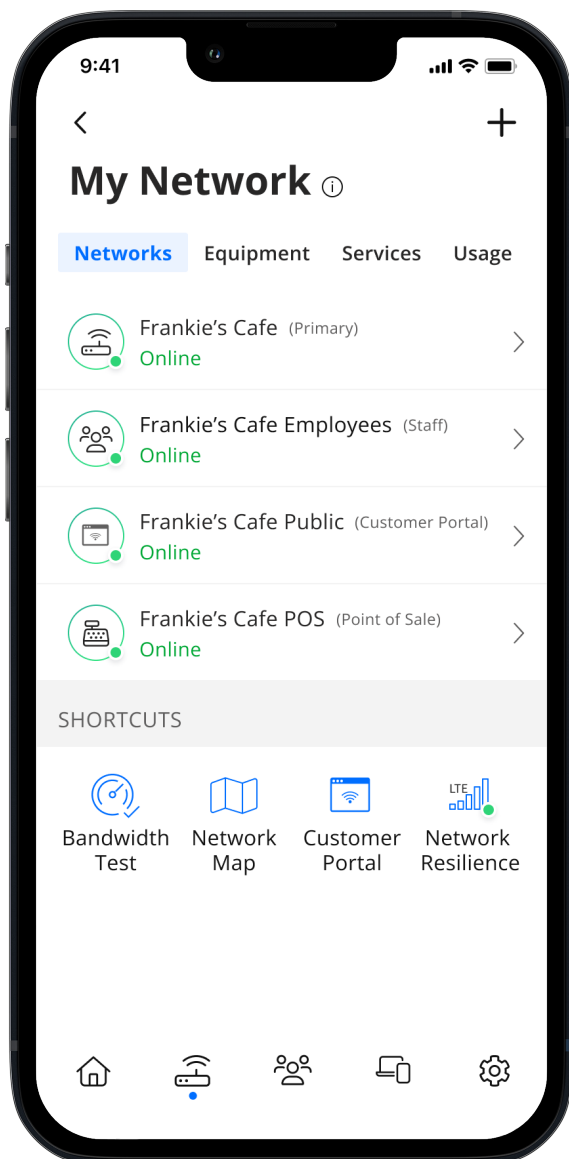 9:41
My Network
Networks Equipment Services Usage
Frankie’s Cafe (Primary)
Online
Frankie’s Cafe Employees (Staff)
Online
Frankie’s Cafe Public (Customer Portal)
Online
Frankie’s Cafe POS (Point of Sale)
Online
SHORTCUTS
LTE
Bandwidth Network Customer Network
Test Map Portal Resilience